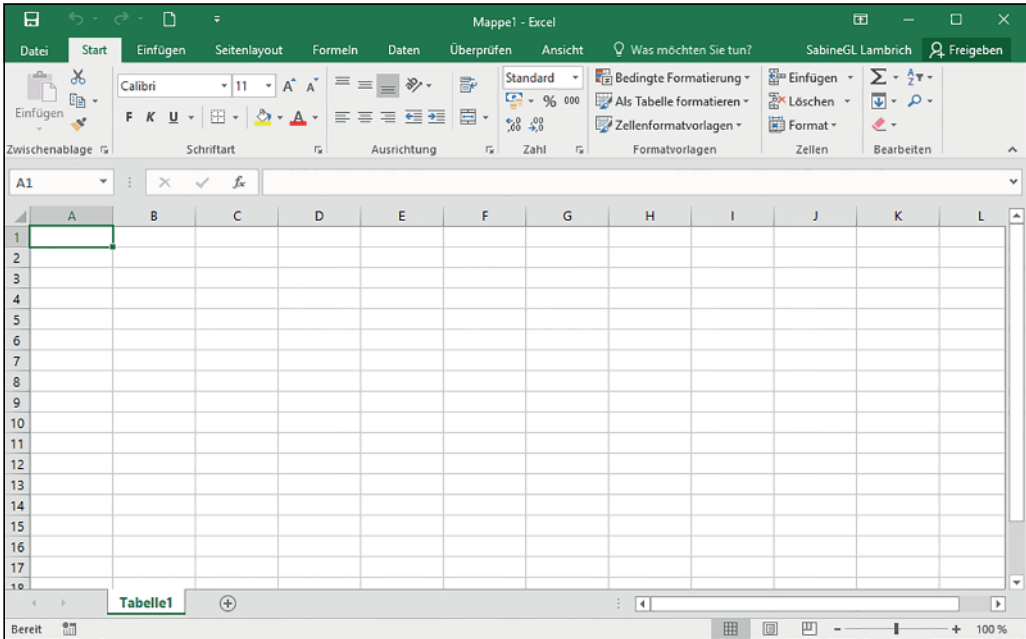 Mappe1 - Excel
Datei Start Einfügen Seitenlayout Formeln Daten Überprüfen Ansicht Was möchten Sie tun? SabineGL Lambrich Freigeben
Einfügen
Calibri 11 A A
F K U A
Standard
% 000
Bedingte Formatierung
Als Tabelle formatieren
Zellenformatvorlagen
Einfügen
Löschen
Format
Zwischenablage Schriftart Ausrichtung Zahl Formatvorlagen Zellen Bearbeiten
A1 fx
A B C D E F G H I J K L
1
2
3
4
5
6
7
8
9
10
11
12
13
14
15
16
17
18
Tabelle1
Bereit 100 %